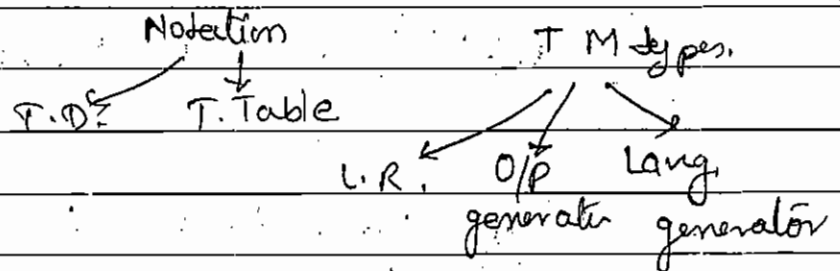 Notation
T M types.
T.D. T. Table
L.R. O/P Lang.
generator generator